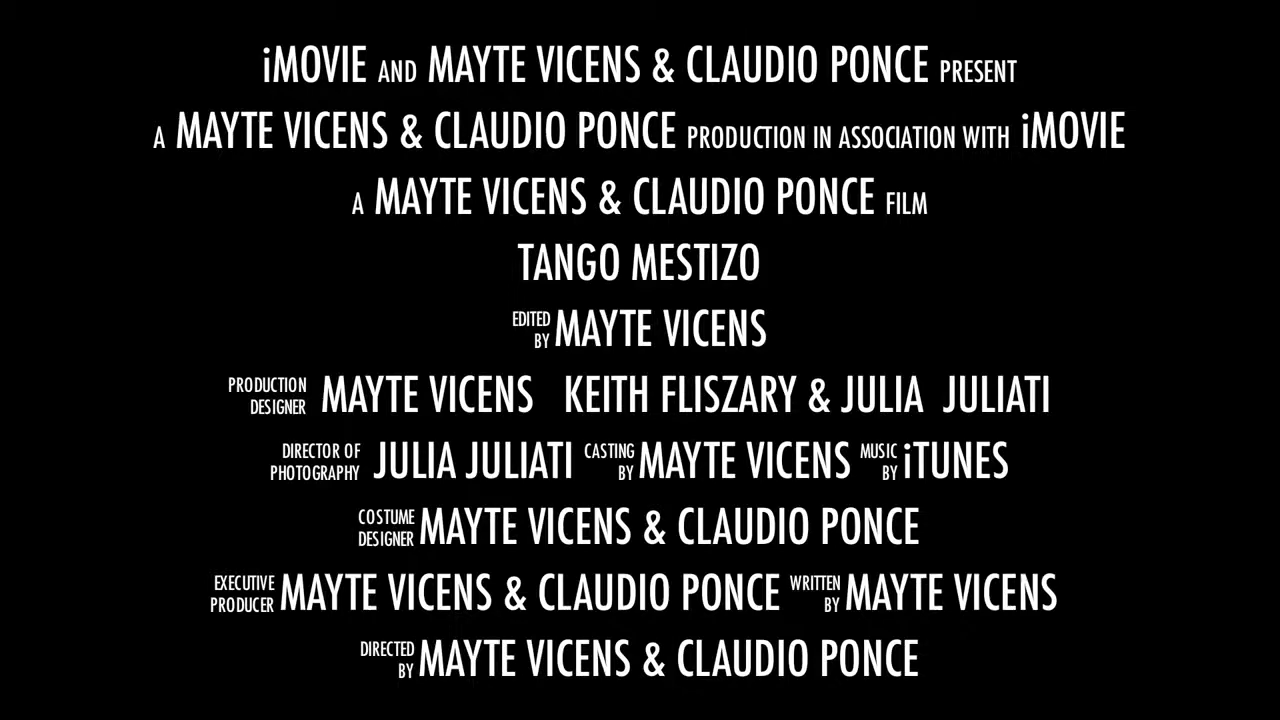 iMOVIE AND MAYTE VICENS & CLAUDIO PONCE PRESENT
A MAYTE VICENS & CLAUDIO PONCE PRODUCTION IN ASSOCIATION WITH iMOVIE
A MAYTE VICENS & CLAUDIO PONCE FILM
TANGO MESTIZO
EDITED BY MAYTE VICENS
PRODUCTION DESIGNER MAYTE VICENS KEITH FLISZARY & JULIA JULIATI
DIRECTOR OF PHOTOGRAPHY JULIA JULIATI CASTING BY MAYTE VICENS MUSIC BY iTUNES
COSTUME DESIGNER MAYTE VICENS & CLAUDIO PONCE
EXECUTIVE PRODUCER MAYTE VICENS & CLAUDIO PONCE WRITTEN BY MAYTE VICENS
DIRECTED BY MAYTE VICENS & CLAUDIO PONCE